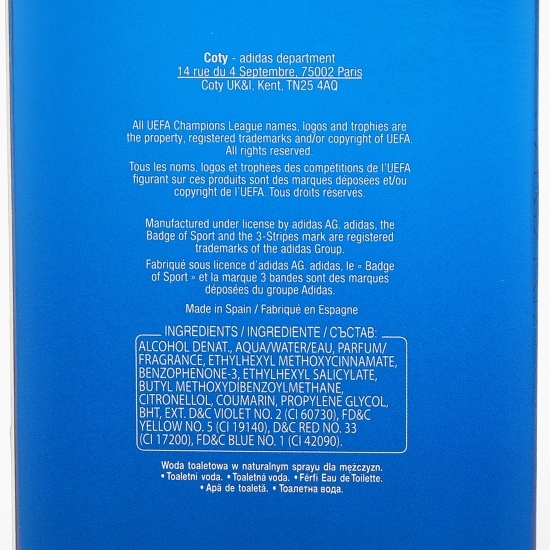 Coty - adidas department
14 rue du 4 Septembre, 75002 Paris
Coty UK&I. Kent, TN25 4AQ
All UEFA Champions League names, logos and trophies are
the property, registered trademarks and/or copyright of UEFA.
All rights reserved.
Tous les noms, logos et trophées des compétitions de l'UEFA
figurant sur ces produits sont des marques déposées et/ou
copyright de l'UEFA. Tous droits réservés.
Manufactured under license by adidas AG. adidas, the
Badge of Sport and the 3-Stripes mark are registered
trademarks of the adidas Group.
Fabriqué sous licence d'adidas AG. adidas, le « Badge
of Sport » et la marque 3 bandes sont des marques
déposées du groupe Adidas.
Made in Spain / Fabriqué en Espagne
INGREDIENTS / INGREDIENTE / СЪСТАВ:
ALCOHOL DENAT., AQUA/WATER/EAU, PARFUM/
FRAGRANCE, ETHYLHEXYL METHOXYCINNAMATE,
BENZOPHENONE-3, ETHYLHEXYL SALICYLATE,
BUTYL METHOXYDIBENZOYLMETHANE,
CITRONELLOL, COUMARIN, PROPYLENE GLYCOL,
BHT, EXT. D&C VIOLET NO. 2 (CI 60730), FD&C
YELLOW NO. 5 (CI 19140), D&C RED NO. 33
(CI 17200), FD&C BLUE NO. 1 (CI 42090).
Woda toaletowa w naturalnym sprayu dla mężczyzn.
• Toaletní voda. • Toaletná voda. • Férfi Eau de Toilette.
• Apă de toaletă. • Тоалетна вода.